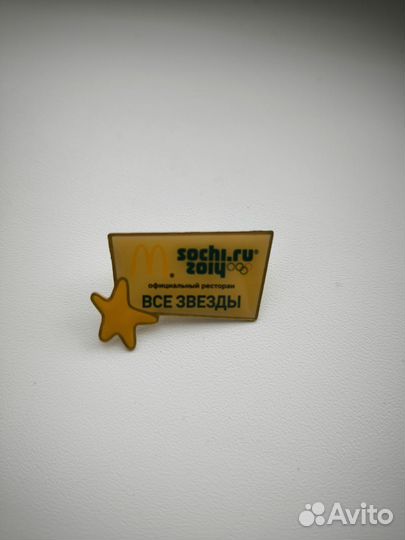 M® sochi.ru®
2014
официальный ресторан
ВСЕ ЗВЕЗДЫ
Avito